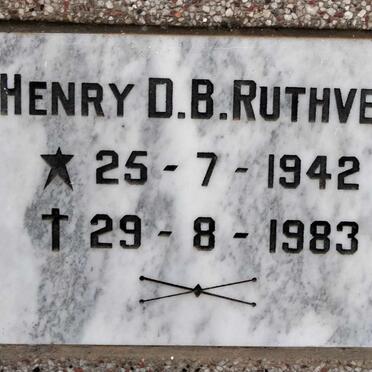 HENRY D.B. RUTHVE
★ 25 - 7 - 1942
✝ 29 - 8 - 1983